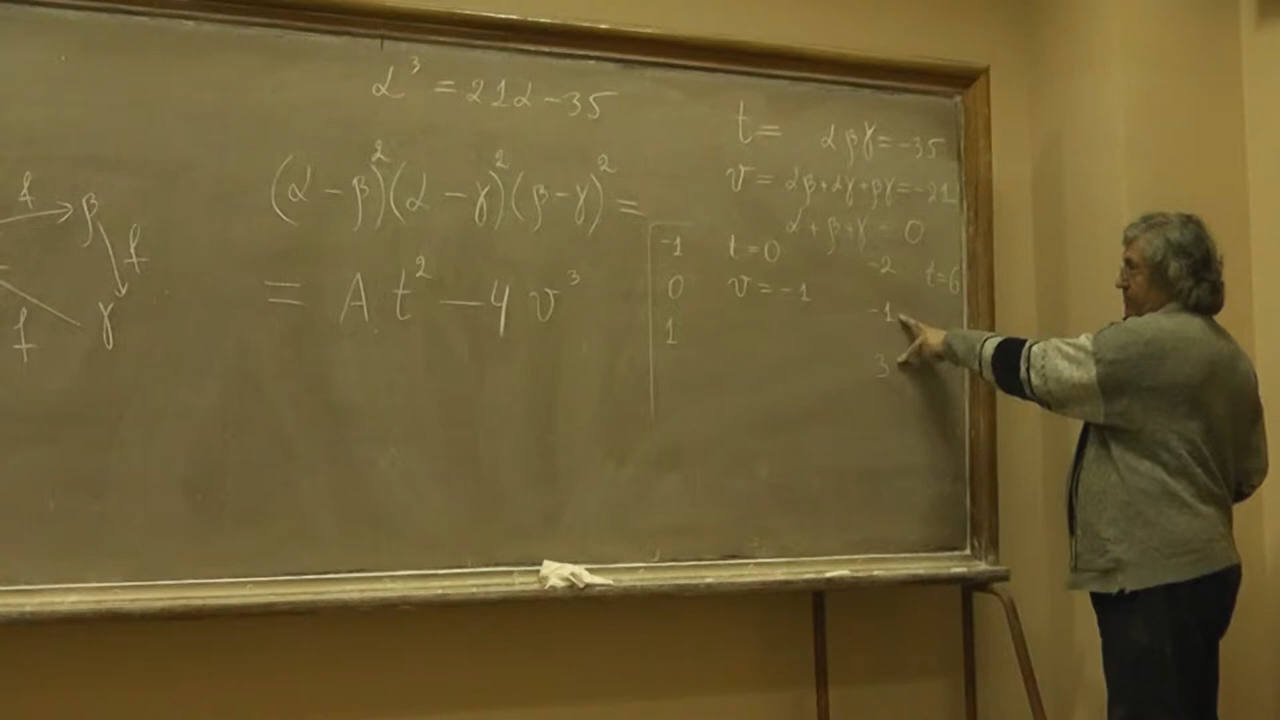 α³ = 21α - 35
(α - β)²(α - γ)²(β - γ)² =
= A t² - 4 v³
f
β
f
f
γ
t = αβγ = -35
v = αβ + αγ + βγ = -21
α + β + γ = 0
-1 t = 0
0 v = -1
1
-2 t = 6
-1
3